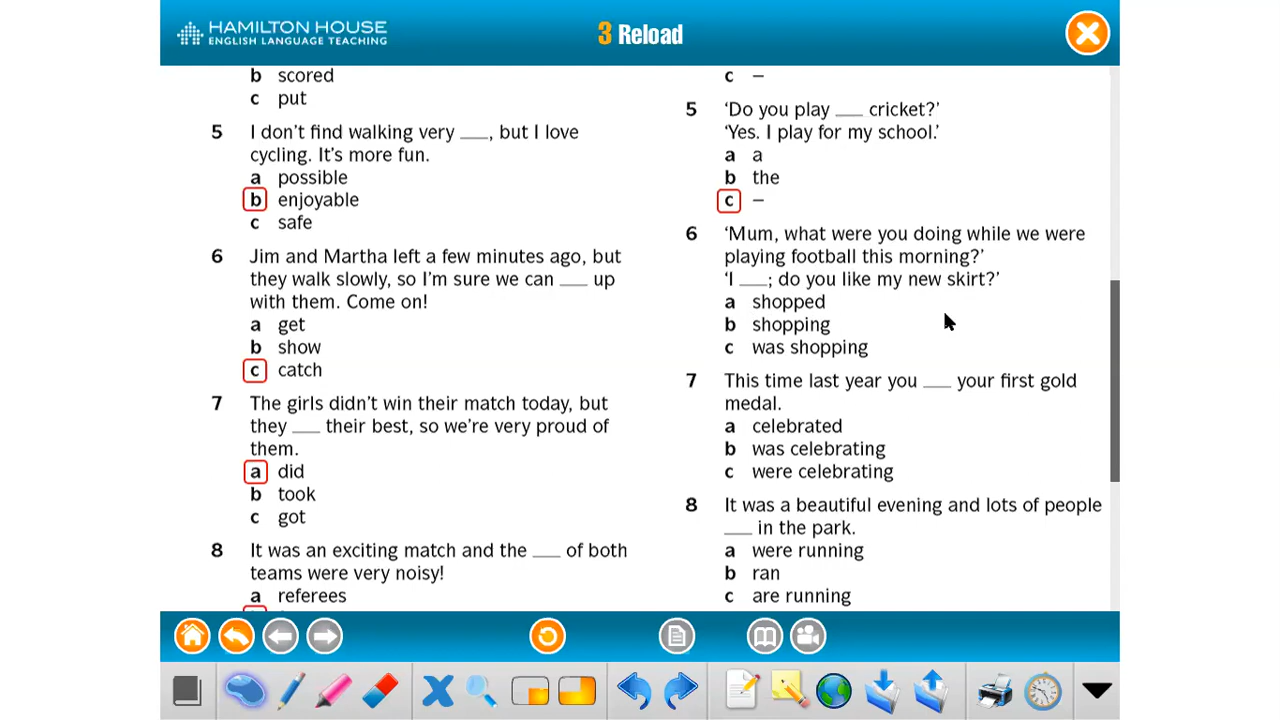 HAMILTON HOUSE
ENGLISH LANGUAGE TEACHING
3 Reload
b scored
c put
5 I don't find walking very ___, but I love
cycling. It's more fun.
a possible
b enjoyable
c safe
6 Jim and Martha left a few minutes ago, but
they walk slowly, so I'm sure we can ___ up
with them. Come on!
a get
b show
c catch
7 The girls didn't win their match today, but
they ___ their best, so we're very proud of
them.
a did
b took
c got
8 It was an exciting match and the ___ of both
teams were very noisy!
a referees
c –
5 ‘Do you play ___ cricket?’
‘Yes. I play for my school.’
a a
b the
c –
6 ‘Mum, what were you doing while we were
playing football this morning?’
‘I ___; do you like my new skirt?’
a shopped
b shopping
c was shopping
7 This time last year you ___ your first gold
medal.
a celebrated
b was celebrating
c were celebrating
8 It was a beautiful evening and lots of people
___ in the park.
a were running
b ran
c are running